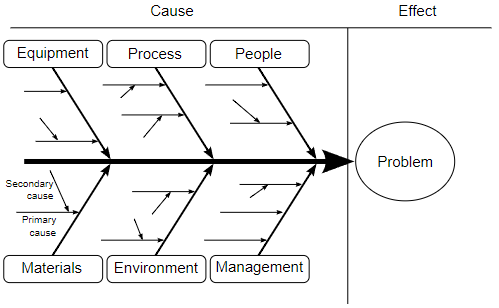 Cause
Effect
Equipment
Process
People
Problem
Secondary
cause
Primary
cause
Materials
Environment
Management